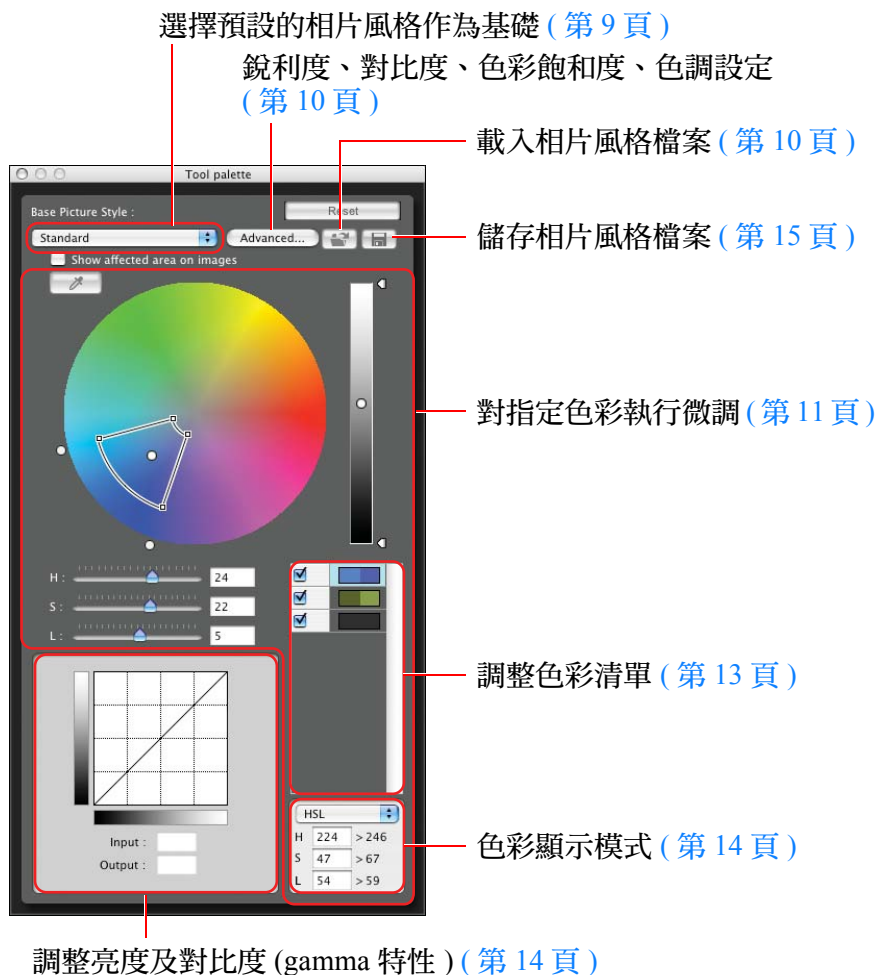 選擇預設的相片風格作為基礎 ( 第 9 頁 )
銳利度、對比度、色彩飽和度、色調設定
( 第 10 頁 )
載入相片風格檔案 ( 第 10 頁 )
Tool palette
Base Picture Style :
Reset
Standard
Advanced...
儲存相片風格檔案 ( 第 15 頁 )
Show affected area on images
對指定色彩執行微調 ( 第 11 頁 )
H : 24
S : 22
L : 5
調整色彩清單 ( 第 13 頁 )
HSL
H 224 > 246
S 47 > 67
L 54 > 59
色彩顯示模式 ( 第 14 頁 )
Input :
Output :
調整亮度及對比度 (gamma 特性 ) ( 第 14 頁 )